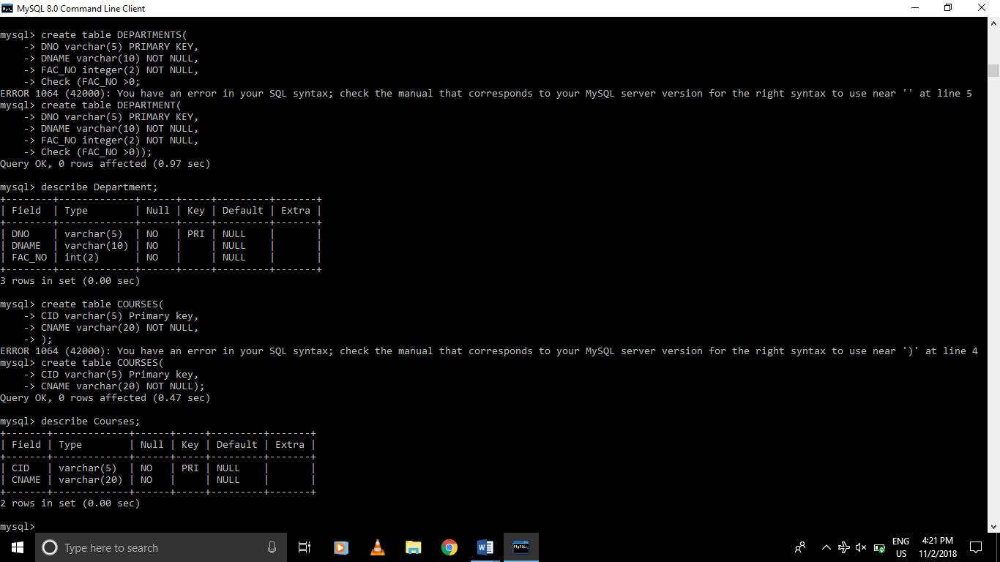 MySQL 8.0 Command Line Client
mysql> create table DEPARTMENTS(
    -> DNO varchar(5) PRIMARY KEY,
    -> DNAME varchar(10) NOT NULL,
    -> FAC_NO integer(2) NOT NULL,
    -> Check (FAC_NO >0;
ERROR 1064 (42000): You have an error in your SQL syntax; check the manual that corresponds to your MySQL server version for the right syntax to use near '' at line 5
mysql> create table DEPARTMENT(
    -> DNO varchar(5) PRIMARY KEY,
    -> DNAME varchar(10) NOT NULL,
    -> FAC_NO integer(2) NOT NULL,
    -> Check (FAC_NO >0));
Query OK, 0 rows affected (0.97 sec)
mysql> describe Department;
+--------+-------------+------+-----+---------+-------+
| Field  | Type        | Null | Key | Default | Extra |
+--------+-------------+------+-----+---------+-------+
| DNO    | varchar(5)  | NO   | PRI | NULL    |       |
| DNAME  | varchar(10) | NO   |     | NULL    |       |
| FAC_NO | int(2)      | NO   |     | NULL    |       |
+--------+-------------+------+-----+---------+-------+
3 rows in set (0.00 sec)
mysql> create table COURSES(
    -> CID varchar(5) Primary key,
    -> CNAME varchar(20) NOT NULL,
    -> );
ERROR 1064 (42000): You have an error in your SQL syntax; check the manual that corresponds to your MySQL server version for the right syntax to use near ')' at line 4
mysql> create table COURSES(
    -> CID varchar(5) Primary key,
    -> CNAME varchar(20) NOT NULL);
Query OK, 0 rows affected (0.47 sec)
mysql> describe Courses;
+-------+-------------+------+-----+---------+-------+
| Field | Type        | Null | Key | Default | Extra |
+-------+-------------+------+-----+---------+-------+
| CID   | varchar(5)  | NO   | PRI | NULL    |       |
| CNAME | varchar(20) | NO   |     | NULL    |       |
+-------+-------------+------+-----+---------+-------+
2 rows in set (0.00 sec)
mysql>
Type here to search
ENG
US
4:21 PM
11/2/2018